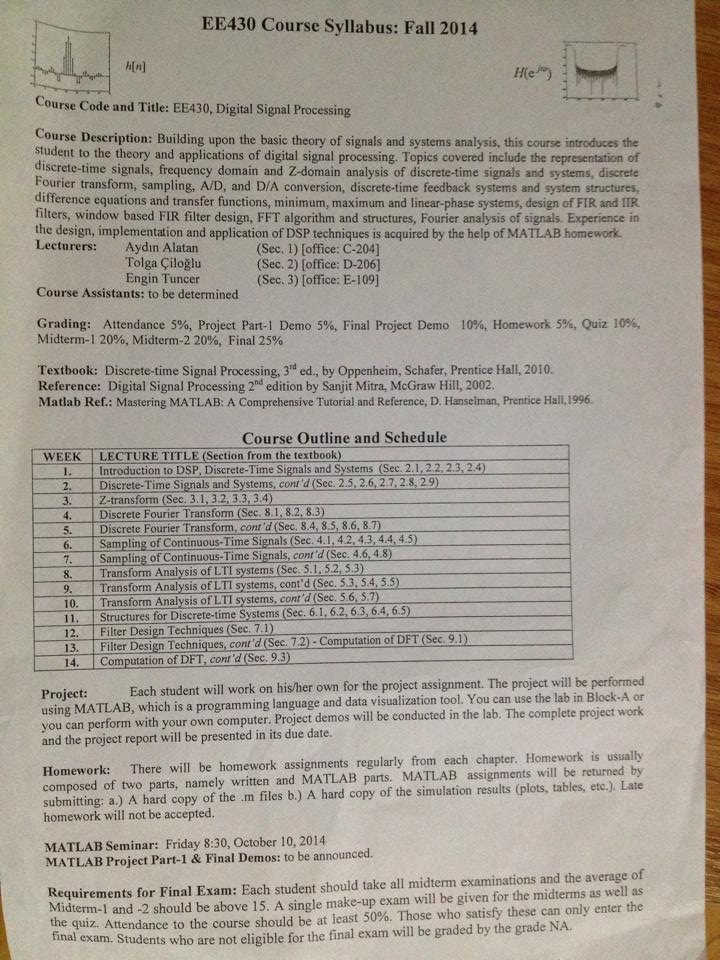 EE430 Course Syllabus: Fall 2014
h[n]
H(e^jω)
Course Code and Title: EE430, Digital Signal Processing
Course Description: Building upon the basic theory of signals and systems analysis, this course introduces the
student to the theory and applications of digital signal processing. Topics covered include the representation of
discrete-time signals, frequency domain and Z-domain analysis of discrete-time signals and systems, discrete
Fourier transform, sampling, A/D, and D/A conversion, discrete-time feedback systems and system structures,
difference equations and transfer functions, minimum, maximum and linear-phase systems, design of FIR and IIR
filters, window based FIR filter design, FFT algorithm and structures, Fourier analysis of signals. Experience in
the design, implementation and application of DSP techniques is acquired by the help of MATLAB homework.
Lecturers: Aydın Alatan (Sec. 1) [office: C-204]
Tolga Çiloğlu (Sec. 2) [office: D-206]
Engin Tuncer (Sec. 3) [office: E-109]
Course Assistants: to be determined
Grading: Attendance 5%, Project Part-1 Demo 5%, Final Project Demo 10%, Homework 5%, Quiz 10%,
Midterm-1 20%, Midterm-2 20%, Final 25%
Textbook: Discrete-time Signal Processing, 3rd ed., by Oppenheim, Schafer, Prentice Hall, 2010.
Reference: Digital Signal Processing 2nd edition by Sanjit Mitra, McGraw Hill, 2002.
Matlab Ref.: Mastering MATLAB: A Comprehensive Tutorial and Reference, D. Hanselman, Prentice Hall,1996.
Course Outline and Schedule
WEEK LECTURE TITLE (Section from the textbook)
1. Introduction to DSP, Discrete-Time Signals and Systems (Sec. 2.1, 2.2, 2.3, 2.4)
2. Discrete-Time Signals and Systems, cont'd (Sec. 2.5, 2.6, 2.7, 2.8, 2.9)
3. Z-transform (Sec. 3.1, 3.2, 3.3, 3.4)
4. Discrete Fourier Transform (Sec. 8.1, 8.2, 8.3)
5. Discrete Fourier Transform, cont'd (Sec. 8.4, 8.5, 8.6, 8.7)
6. Sampling of Continuous-Time Signals (Sec. 4.1, 4.2, 4.3, 4.4, 4.5)
7. Sampling of Continuous-Time Signals, cont'd (Sec. 4.6, 4.8)
8. Transform Analysis of LTI systems (Sec. 5.1, 5.2, 5.3)
9. Transform Analysis of LTI systems, cont'd (Sec. 5.3, 5.4, 5.5)
10. Transform Analysis of LTI systems, cont'd (Sec. 5.6, 5.7)
11. Structures for Discrete-time Systems (Sec. 6.1, 6.2, 6.3, 6.4, 6.5)
12. Filter Design Techniques (Sec. 7.1)
13. Filter Design Techniques, cont'd (Sec. 7.2) - Computation of DFT (Sec. 9.1)
14. Computation of DFT, cont'd (Sec. 9.3)
Project: Each student will work on his/her own for the project assignment. The project will be performed
using MATLAB, which is a programming language and data visualization tool. You can use the lab in Block-A or
you can perform with your own computer. Project demos will be conducted in the lab. The complete project work
and the project report will be presented in its due date.
Homework: There will be homework assignments regularly from each chapter. Homework is usually
composed of two parts, namely written and MATLAB parts. MATLAB assignments will be returned by
submitting: a.) A hard copy of the .m files b.) A hard copy of the simulation results (plots, tables, etc.). Late
homework will not be accepted.
MATLAB Seminar: Friday 8:30, October 10, 2014
MATLAB Project Part-1 & Final Demos: to be announced.
Requirements for Final Exam: Each student should take all midterm examinations and the average of
Midterm-1 and -2 should be above 15. A single make-up exam will be given for the midterms as well as
the quiz. Attendance to the course should be at least 50%. Those who satisfy these can only enter the
final exam. Students who are not eligible for the final exam will be graded by the grade NA.